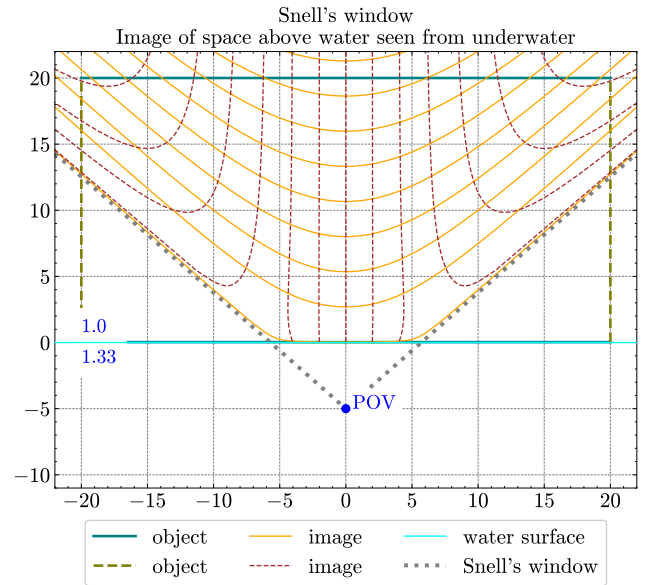 Snell's window
Image of space above water seen from underwater
20
15
10
5
0
−5
−10
1.0
1.33
POV
−20 −15 −10 −5 0 5 10 15 20
object image water surface
object image Snell's window